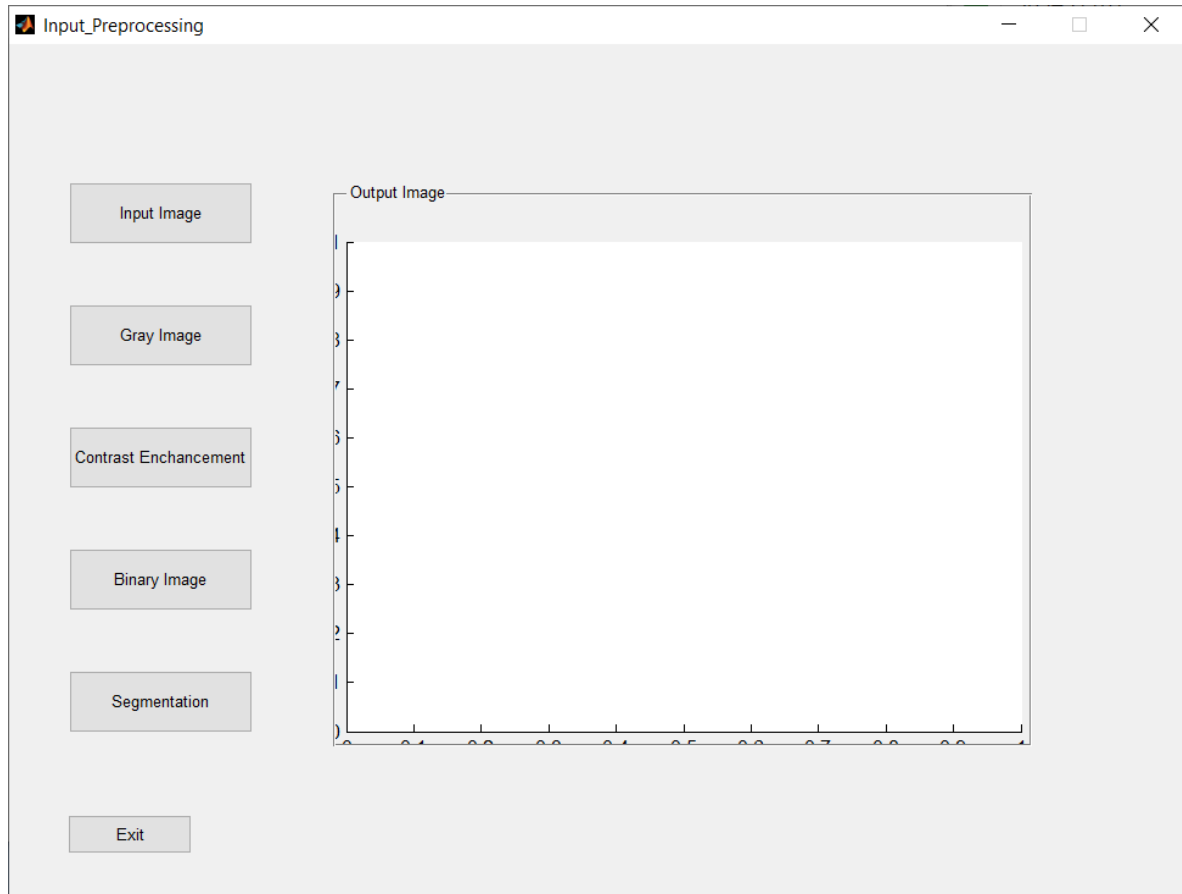 Input_Preprocessing
Input Image
Gray Image
Contrast Enchancement
Binary Image
Segmentation
Exit
Output Image